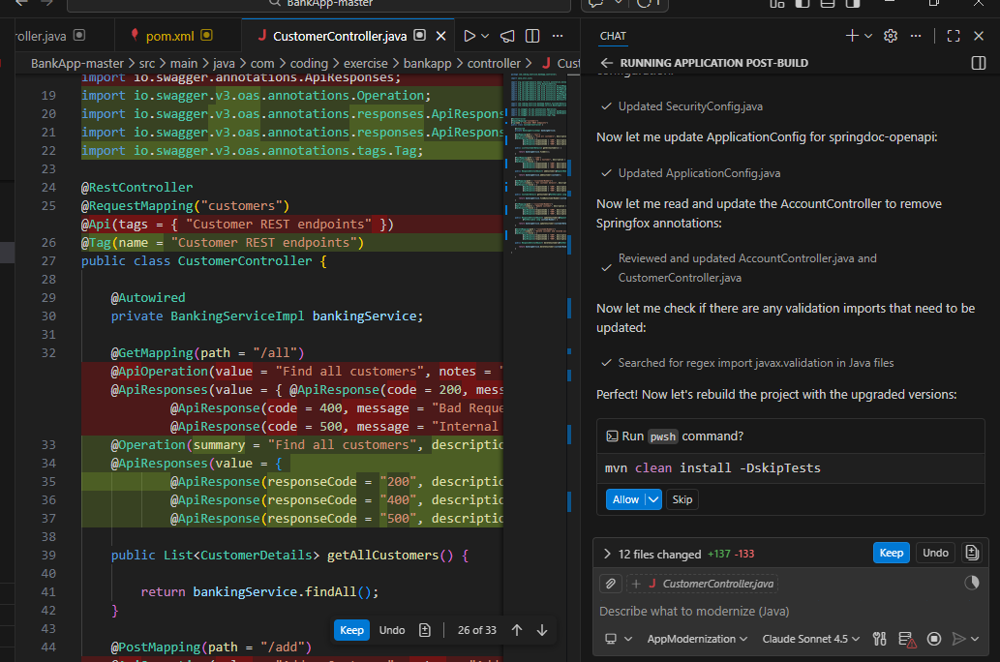 BankApp-master
roller.java
pom.xml
CustomerController.java
BankApp-master > src > main > java > com > coding > exercise > bankapp > controller > Cust
import io.swagger.annotations.ApiResponses;
19 import io.swagger.v3.oas.annotations.Operation;
20 import io.swagger.v3.oas.annotations.responses.ApiRespons
21 import io.swagger.v3.oas.annotations.responses.ApiRespons
22 import io.swagger.v3.oas.annotations.tags.Tag;
23
24 @RestController
25 @RequestMapping("customers")
@Api(tags = { "Customer REST endpoints" })
26 @Tag(name = "Customer REST endpoints")
27 public class CustomerController {
28
29 @Autowired
30 private BankingServiceImpl bankingService;
31
32 @GetMapping(path = "/all")
@ApiOperation(value = "Find all customers", notes = "
@ApiResponses(value = { @ApiResponse(code = 200, mess
@ApiResponse(code = 400, message = "Bad Reque
@ApiResponse(code = 500, message = "Internal
33 @Operation(summary = "Find all customers", descriptio
34 @ApiResponses(value = {
35 @ApiResponse(responseCode = "200", descriptio
36 @ApiResponse(responseCode = "400", descriptio
37 @ApiResponse(responseCode = "500", descriptio
38
39 public List<CustomerDetails> getAllCustomers() {
40
41 return bankingService.findAll();
42 }
43
44 @PostMapping(path = "/add")
Keep Undo 26 of 33
CHAT
RUNNING APPLICATION POST-BUILD
configuration:
Updated SecurityConfig.java
Now let me update ApplicationConfig for springdoc-openapi:
Updated ApplicationConfig.java
Now let me read and update the AccountController to remove
Springfox annotations:
Reviewed and updated AccountController.java and
CustomerController.java
Now let me check if there are any validation imports that need to be
updated:
Searched for regex import javax.validation in Java files
Perfect! Now let's rebuild the project with the upgraded versions:
Run pwsh command?
mvn clean install -DskipTests
Allow Skip
12 files changed +137 -133 Keep Undo
CustomerController.java
Describe what to modernize (Java)
AppModernization Claude Sonnet 4.5